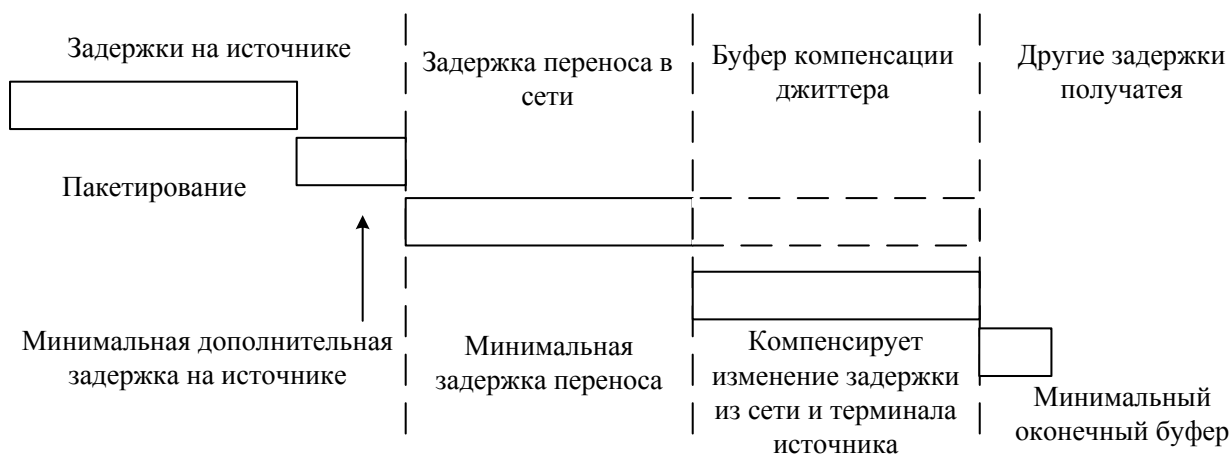 Задержки на источнике
Задержка переноса в
сети
Буфер компенсации
джиттера
Другие задержки
получатея
Пакетирование
Минимальная дополнительная
задержка на источнике
Минимальная
задержка переноса
Компенсирует
изменение задержки
из сети и терминала
источника
Минимальный
оконечный буфер